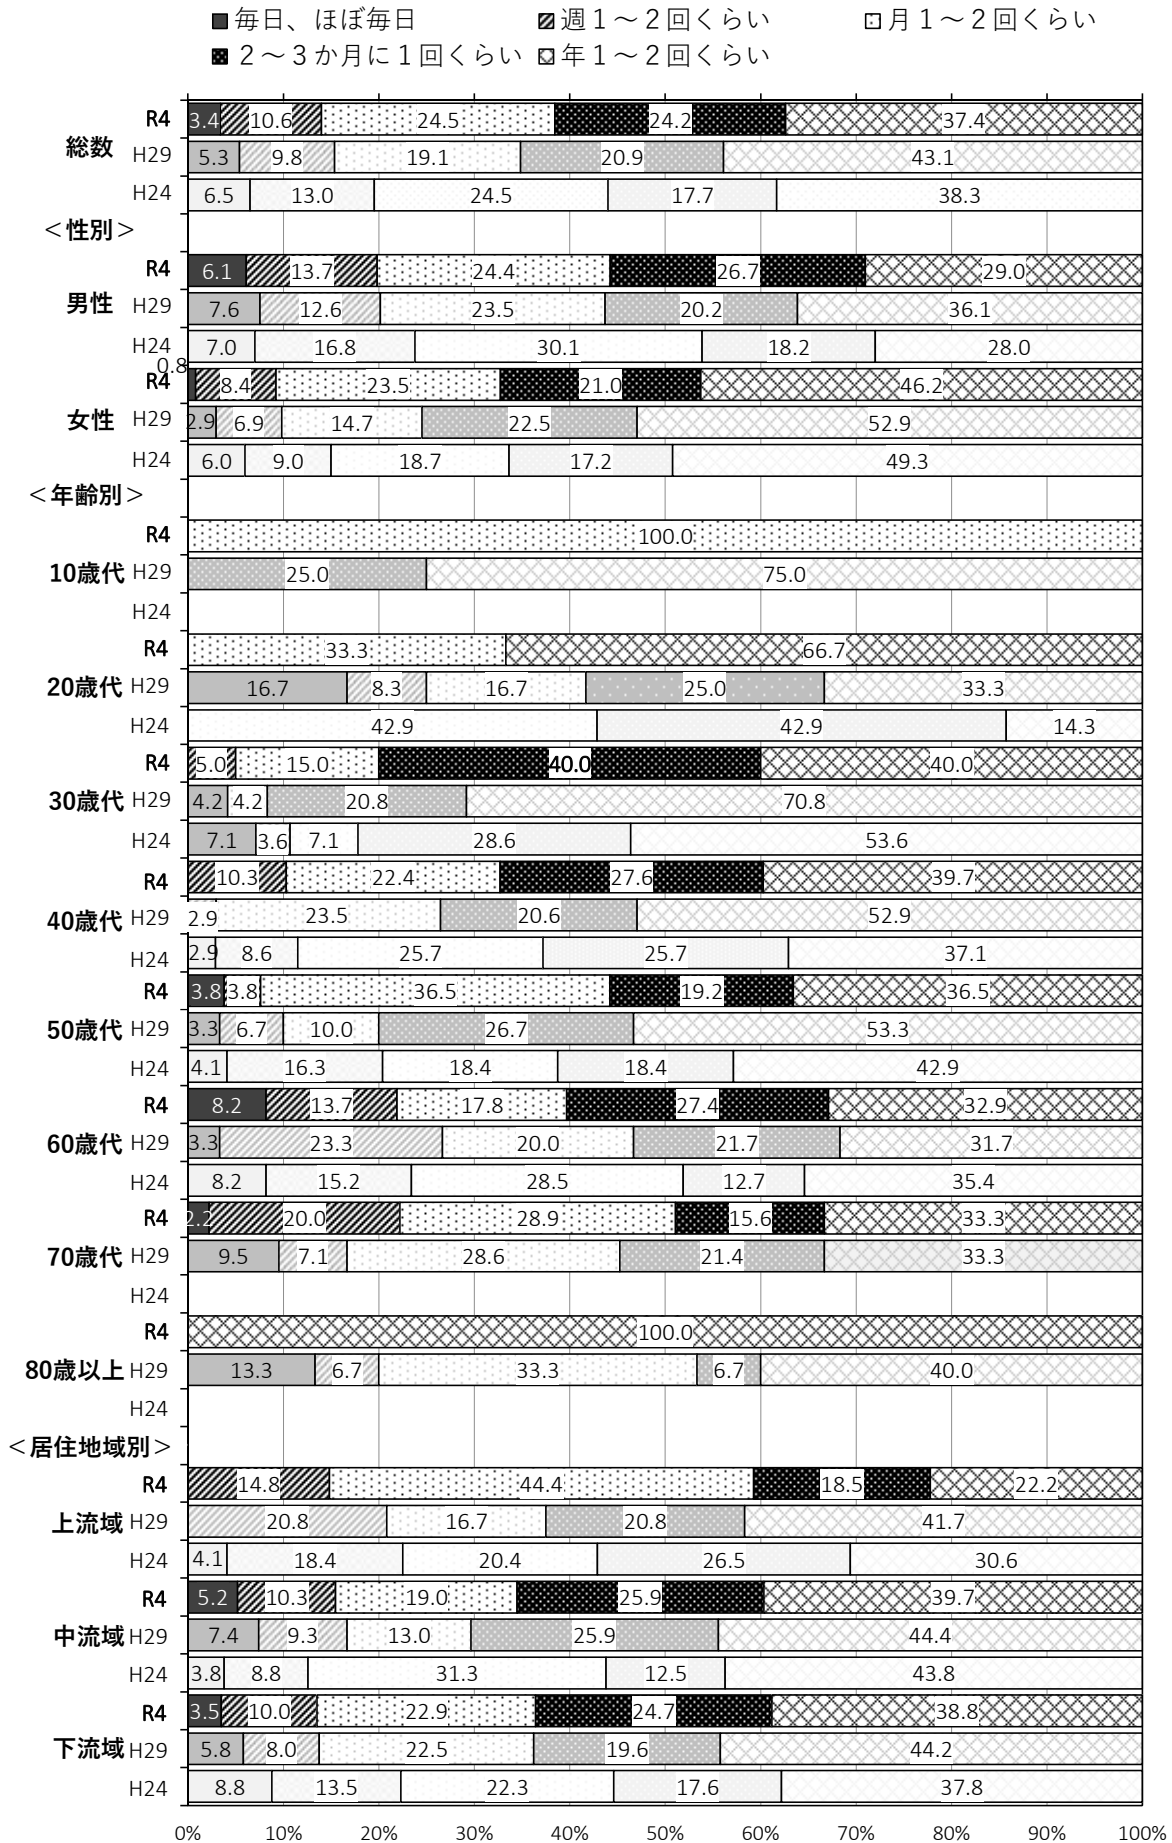 毎日、ほぼ毎日 週１～２回くらい 月１～２回くらい
２～３か月に１回くらい 年１～２回くらい
総数
R4 3.4 10.6 24.5 24.2 37.4
H29 5.3 9.8 19.1 20.9 43.1
H24 6.5 13.0 24.5 17.7 38.3
＜性別＞
男性
R4 6.1 13.7 24.4 26.7 29.0
H29 7.6 12.6 23.5 20.2 36.1
H24 7.0 16.8 30.1 18.2 28.0
女性
R4 0.8 8.4 23.5 21.0 46.2
H29 2.9 6.9 14.7 22.5 52.9
H24 6.0 9.0 18.7 17.2 49.3
＜年齢別＞
10歳代
R4 100.0
H29 25.0 75.0
H24
20歳代
R4 33.3 66.7
H29 16.7 8.3 16.7 25.0 33.3
H24 42.9 42.9 14.3
30歳代
R4 5.0 15.0 40.0 40.0
H29 4.2 4.2 20.8 70.8
H24 7.1 3.6 7.1 28.6 53.6
40歳代
R4 10.3 22.4 27.6 39.7
H29 2.9 23.5 20.6 52.9
H24 2.9 8.6 25.7 25.7 37.1
50歳代
R4 3.8 3.8 36.5 19.2 36.5
H29 3.3 6.7 10.0 26.7 53.3
H24 4.1 16.3 18.4 18.4 42.9
60歳代
R4 8.2 13.7 17.8 27.4 32.9
H29 3.3 23.3 20.0 21.7 31.7
H24 8.2 15.2 28.5 12.7 35.4
70歳代
R4 2.2 20.0 28.9 15.6 33.3
H29 9.5 7.1 28.6 21.4 33.3
H24
80歳以上
R4 100.0
H29 13.3 6.7 33.3 6.7 40.0
H24
＜居住地域別＞
上流域
R4 14.8 44.4 18.5 22.2
H29 20.8 16.7 20.8 41.7
H24 4.1 18.4 20.4 26.5 30.6
中流域
R4 5.2 10.3 19.0 25.9 39.7
H29 7.4 9.3 13.0 25.9 44.4
H24 3.8 8.8 31.3 12.5 43.8
下流域
R4 3.5 10.0 22.9 24.7 38.8
H29 5.8 8.0 22.5 19.6 44.2
H24 8.8 13.5 22.3 17.6 37.8
0% 10% 20% 30% 40% 50% 60% 70% 80% 90% 100%